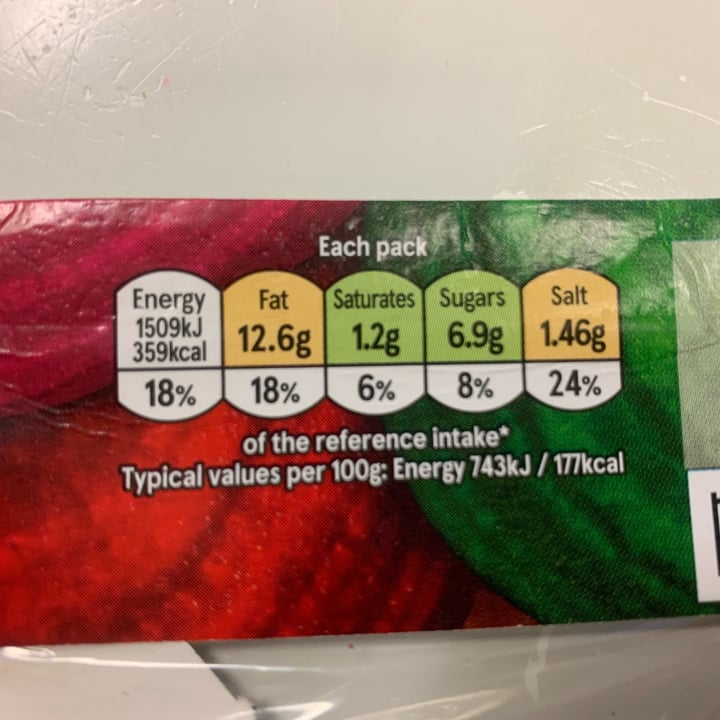 Each pack
Energy Fat Saturates Sugars Salt
1509kJ
359kcal 12.6g 1.2g 6.9g 1.46g
18% 18% 6% 8% 24%
of the reference intake*
Typical values per 100g: Energy 743kJ / 177kcal